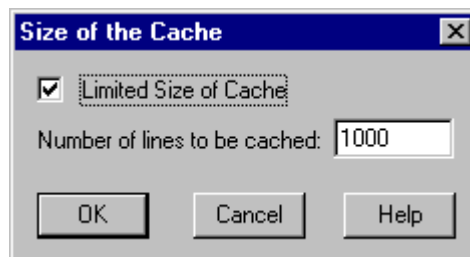 Size of the Cache
Limited Size of Cache
Number of lines to be cached: 1000
OK Cancel Help